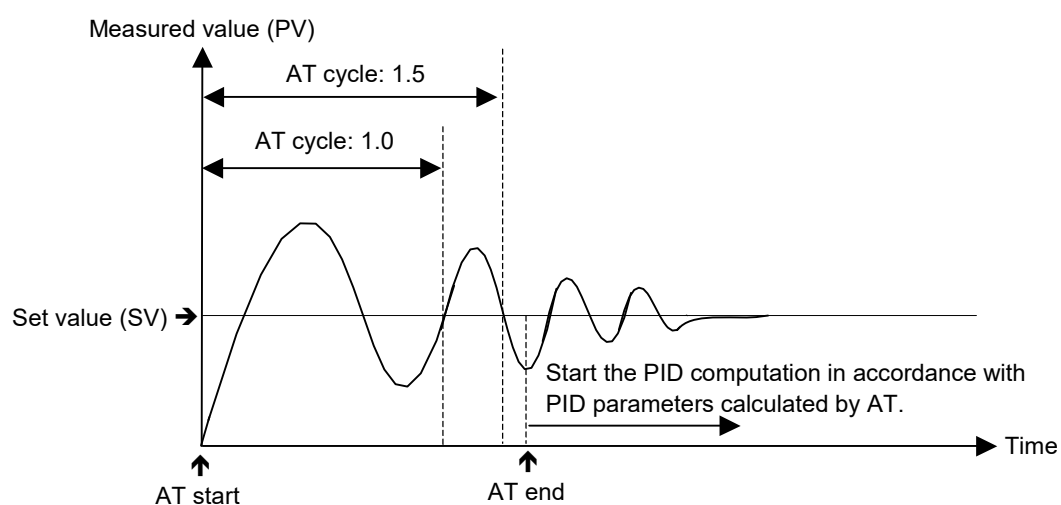 Measured value (PV)
AT cycle: 1.5
AT cycle: 1.0
Set value (SV) ➔
Start the PID computation in accordance with
PID parameters calculated by AT.
Time
AT start
AT end